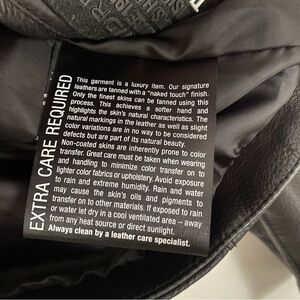 EXTRA CARE REQUIRED
This garment is a luxury item. Our signature
leathers are tanned with a "naked touch" finish.
Only the finest skins can be tanned using this
process. This achieves a softer hand and
highlights the skin's natural characteristics. The
natural markings in the leather as well as slight
color variations are in no way to be considered
defects but are part of its natural beauty.
Non-coated skins are inherently prone to color
transfer. Great care must be taken when wearing
and handling to minimize color transfer on to
lighter color fabrics or upholstery. Avoid exposure
to rain and extreme humidity. Rain and water
may cause the skin's oils and pigments to
transfer on to other materials. If exposed to rain
or water let dry in a cool ventilated area – away
from any heat source or direct sunlight.
Always clean by a leather care specialist.